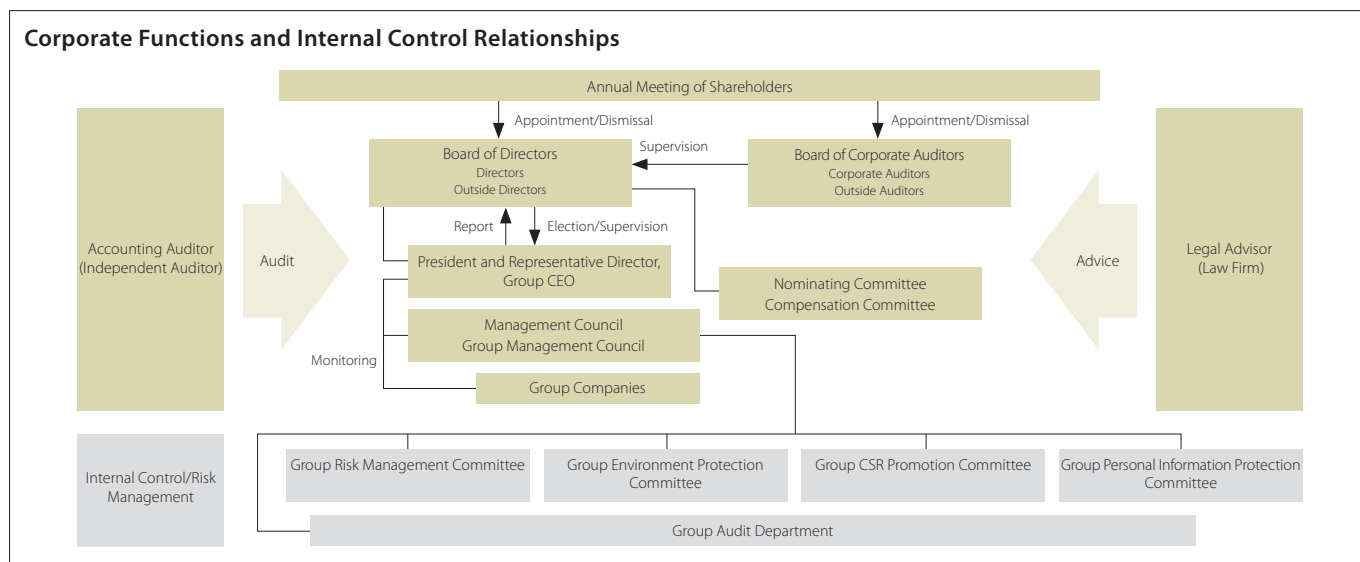 Corporate Functions and Internal Control Relationships
Annual Meeting of Shareholders
Appointment/Dismissal
Appointment/Dismissal
Board of Directors
Directors
Outside Directors
Supervision
Board of Corporate Auditors
Corporate Auditors
Outside Auditors
Accounting Auditor
(Independent Auditor)
Audit
Report
Election/Supervision
President and Representative Director,
Group CEO
Nominating Committee
Compensation Committee
Advice
Legal Advisor
(Law Firm)
Management Council
Group Management Council
Monitoring
Group Companies
Internal Control/Risk
Management
Group Risk Management Committee
Group Environment Protection
Committee
Group CSR Promotion Committee
Group Personal Information Protection
Committee
Group Audit Department